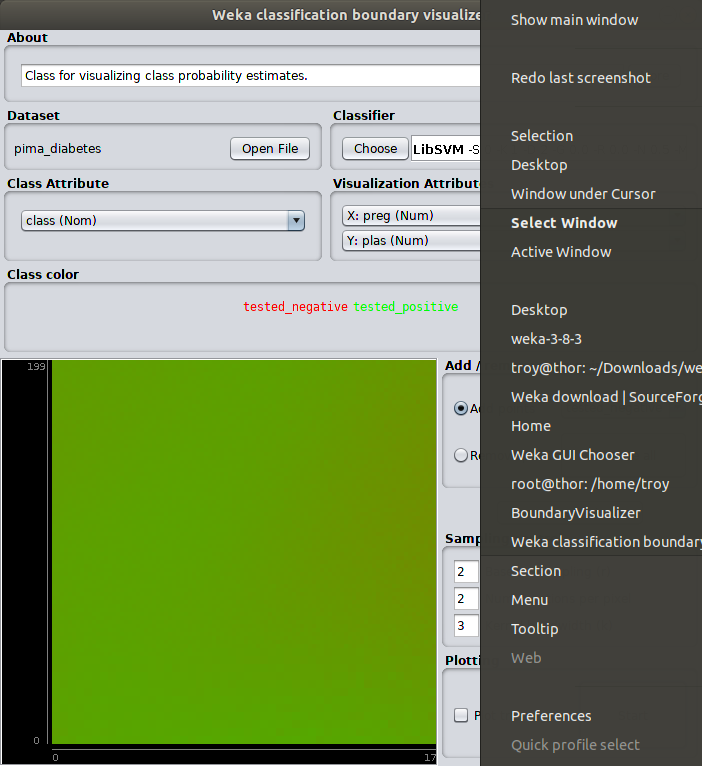 Weka classification boundary visualize
About
Class for visualizing class probability estimates.
Dataset
Classifier
pima_diabetes
Open File
Choose
LibSVM -S
Class Attribute
Visualization Attribut
class (Nom)
X: preg (Num)
Y: plas (Num)
Class color
tested_negative tested_positive
199
0
0
17
Add /
A
R
Samp
2
2
3
Plott
P
Show main window
Redo last screenshot
Selection
Desktop
Window under Cursor
Select Window
Active Window
Desktop
weka-3-8-3
troy@thor: ~/Downloads/we
Weka download | SourceForg
Home
Weka GUI Chooser
root@thor: /home/troy
BoundaryVisualizer
Weka classification boundary
Section
Menu
Tooltip
Web
Preferences
Quick profile select